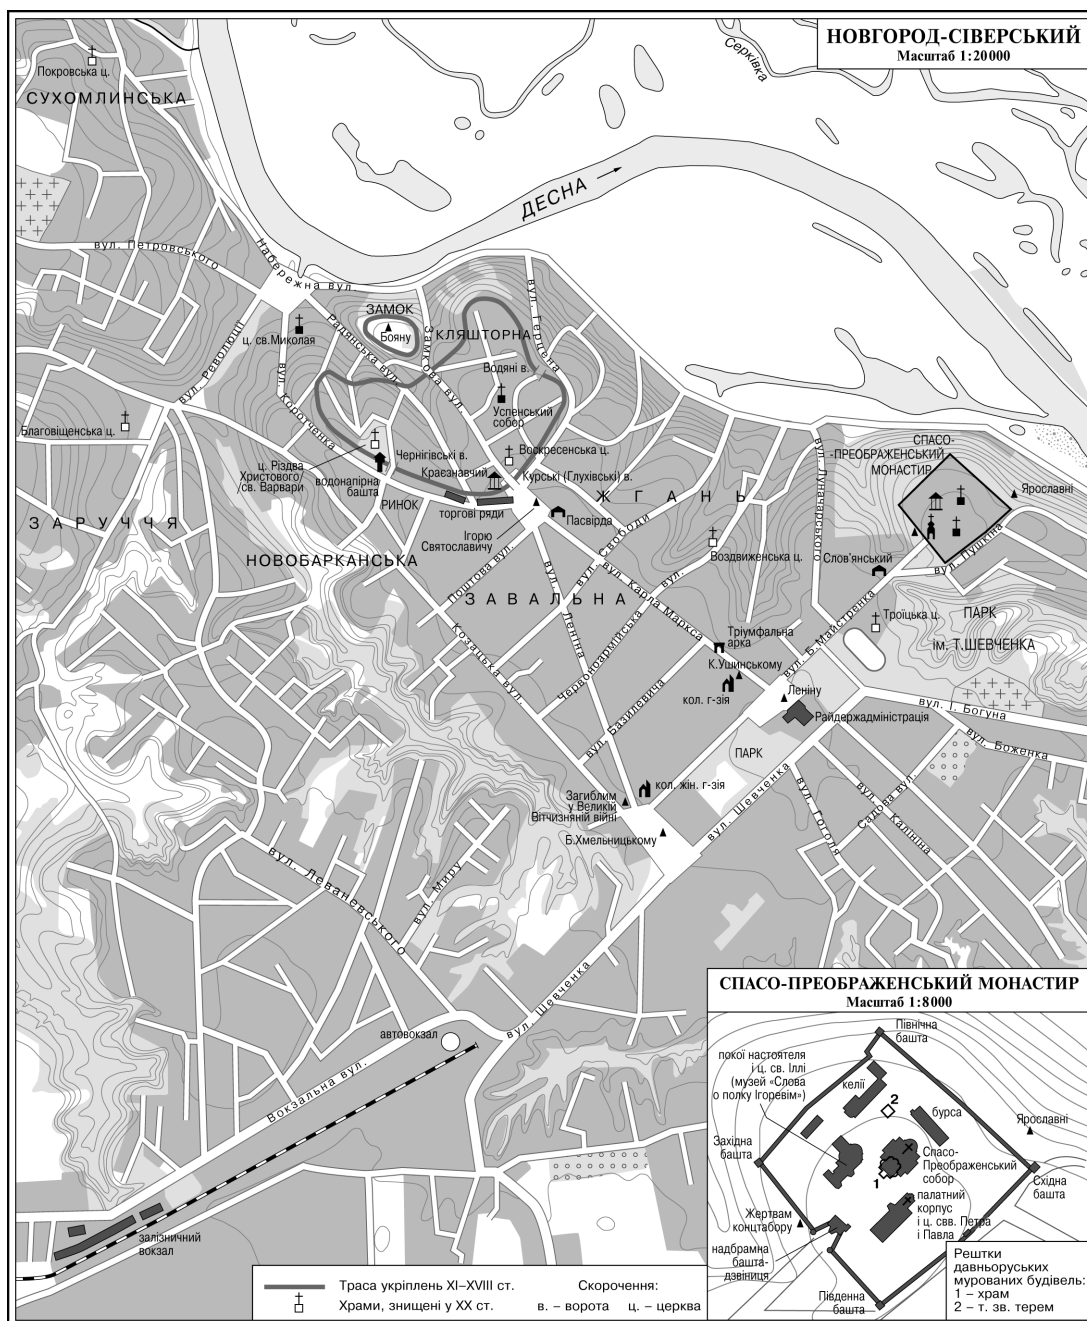 НОВГОРОД-СІВЕРСЬКИЙ
Масштаб 1:20000
Серківка
Покровська ц.
СУХОМЛИНСЬКА
ДЕСНА
вул. Петровського
Набережна вул.
ЗАМОК
Бояну
КЛЯШТОРНА
вул. Герцена
ц. св.Миколая
Радянська вул.
Замкова вул.
Водяні в.
вул. Революції
вул. Коротченка
Успенський
собор
Благовіщенська ц.
Чернігівські в.
Воскресенська ц.
СПАСО-
-ПРЕОБРАЖЕНСЬКИЙ
МОНАСТИР
ц. Різдва
Христового/
/св. Варвари
водонапірна
башта
Краєзнавчий
Курські (Глухівські) в.
вул. Луначарського
Ярославні
РИНОК
торгові ряди
ЖГАНЬ
ЗАРУЧЧЯ
Пасвірда
Ігорю
Святославичу
вул. Свободи
Воздвиженська ц.
Слов'янський
вул. Пушкіна
НОВОБАРКАНСЬКА
Поштова вул.
вул. Леніна
вул. Карла Маркса
ЗАВАЛЬНА
вул. Б.Майстренка
Троїцька ц.
ПАРК
ім. Т.ШЕВЧЕНКА
Козацька вул.
Червоноармійська вул.
Тріумфальна
арка
К.Ушинському
кол. г-зія
Леніну
вул. Базилевича
Райдержадміністрація
вул. І. Богуна
вул. Боженка
ПАРК
кол. жін. г-зія
Загиблим
у Великій
Вітчизняній війні
вул. Шевченка
вул. Гоголя
Садова вул.
вул. Калініна
Б.Хмельницькому
вул. Леваневського
вул. Миру
вул. Шевченка
автовокзал
Вокзальна вул.
залізничний
вокзал
СПАСО-ПРЕОБРАЖЕНСЬКИЙ МОНАСТИР
Масштаб 1:8000
Північна
башта
покої настоятеля
і ц. св. Іллі
(музей «Слова
о полку Ігоревім»)
келії
2
бурса
Ярославні
Західна
башта
Спасо-
Преображенський
собор
1
Східна
башта
палатний
корпус
і ц. свв. Петра
і Павла
Жертвам
концтабору
надбрамна
башта-
дзвіниця
Південна
башта
Рештки
давньоруських
мурованих будівель:
1 – храм
2 – т. зв. терем
Траса укріплень XI–XVIII ст.
Храми, знищені у XX ст.
Скорочення:
в. – ворота ц. – церква